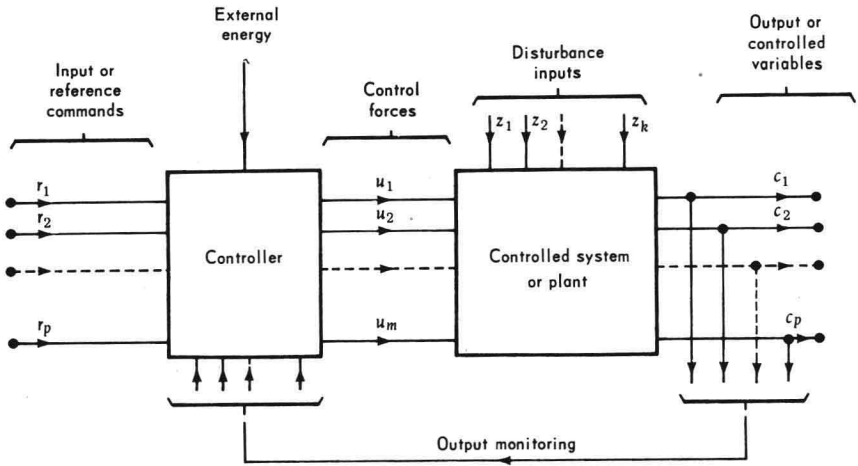 External
energy
Input or
reference
commands
Control
forces
Disturbance
inputs
Output or
controlled
variables
z1 z2 zk
r1
r2
rp
Controller
u1
u2
um
Controlled system
or plant
c1
c2
cp
Output monitoring